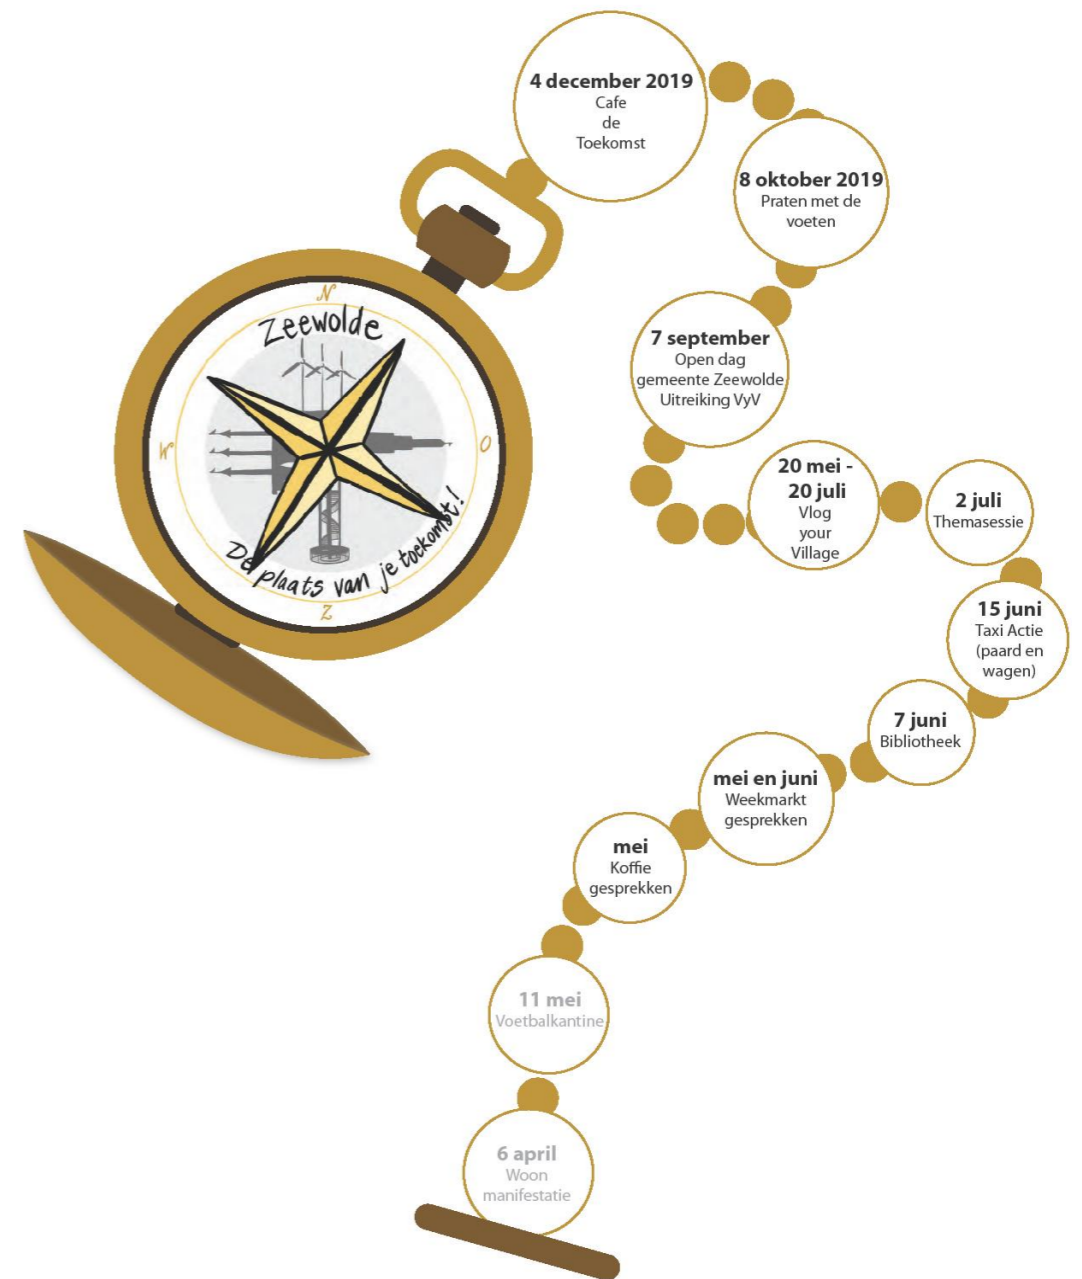 4 december 2019
Cafe
de
Toekomst
8 oktober 2019
Praten met de
voeten
7 september
Open dag
gemeente Zeewolde
Uitreiking VyV
20 mei -
20 juli
Vlog
your
Village
2 juli
Themasessie
15 juni
Taxi Actie
(paard en
wagen)
7 juni
Bibliotheek
mei en juni
Weekmarkt
gesprekken
mei
Koffie
gesprekken
11 mei
Voetbalkantine
6 april
Woon
manifestatie
N
Zeewolde
W
O
De plaats van je toekomst!
Z